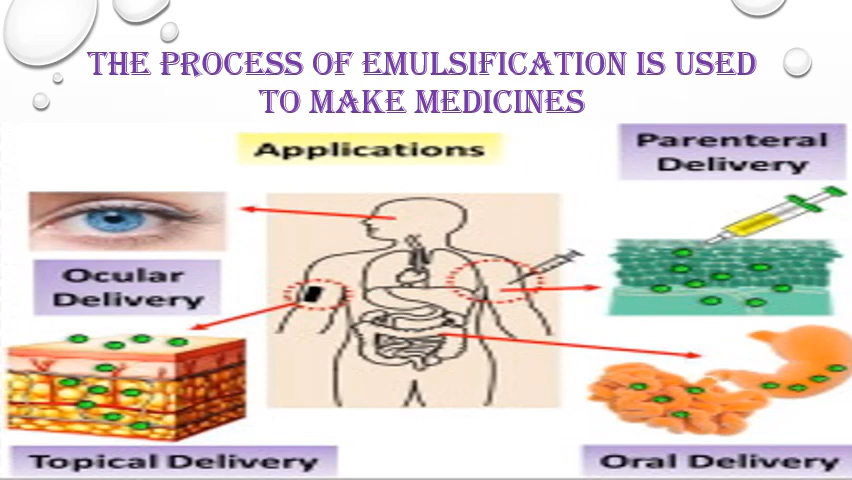 THE PROCESS OF EMULSIFICATION IS USED
TO MAKE MEDICINES
Applications
Parenteral
Delivery
Ocular
Delivery
Topical Delivery
Oral Delivery